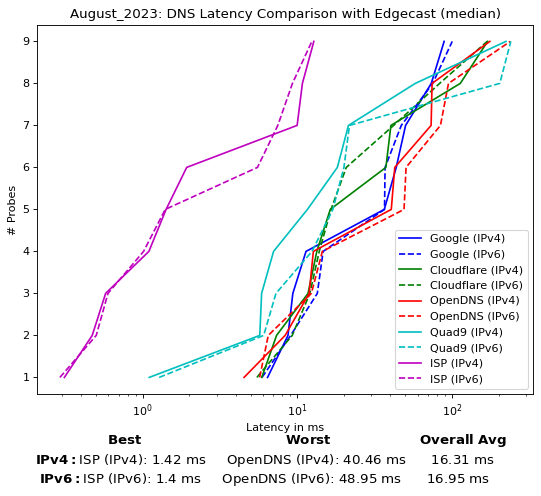 August_2023: DNS Latency Comparison with Edgecast (median)
9
8
7
6
5
4
3
2
1
# Probes
Google (IPv4)
Google (IPv6)
Cloudflare (IPv4)
Cloudflare (IPv6)
OpenDNS (IPv4)
OpenDNS (IPv6)
Quad9 (IPv4)
Quad9 (IPv6)
ISP (IPv4)
ISP (IPv6)
10⁰ 10¹ 10²
Latency in ms
Best Worst Overall Avg
IPv4: ISP (IPv4): 1.42 ms OpenDNS (IPv4): 40.46 ms 16.31 ms
IPv6: ISP (IPv6): 1.4 ms OpenDNS (IPv6): 48.95 ms 16.95 ms